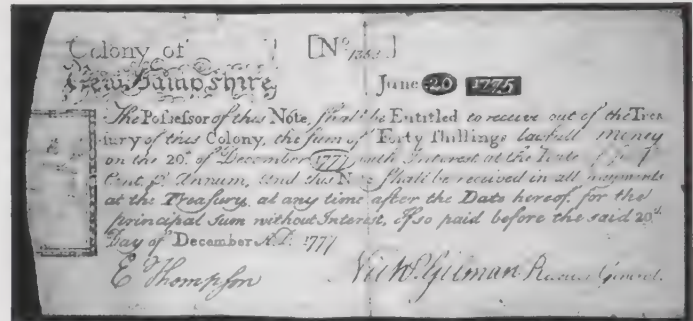 Colony of [No 1353]
New Hampshire, June 20 1775
The Possessor of this Note, shall be Entitled to receive out of the Trea
sury of this Colony, the Sum of Forty Shillings lawfull money
on the 20th of December 1777 with Interest at the Rate
Cent pr Annum, and this Note Shall be received in all payments
at the Treasury, at any time after the Date hereof, for the
principal Sum without Interest, if so paid before the said 20th
Day of December A.D. 1777
E Thompson Nichs Gilman General.